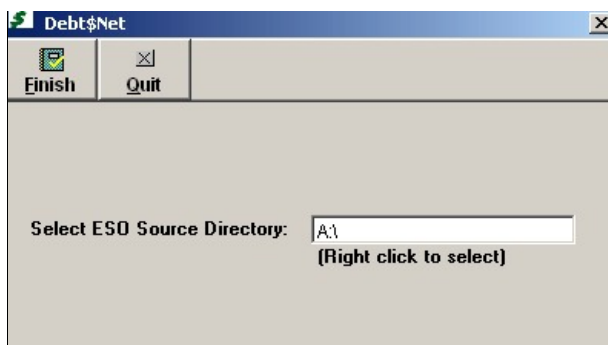 Debt$Net
Finish Quit
Select ESO Source Directory: A:\
(Right click to select)